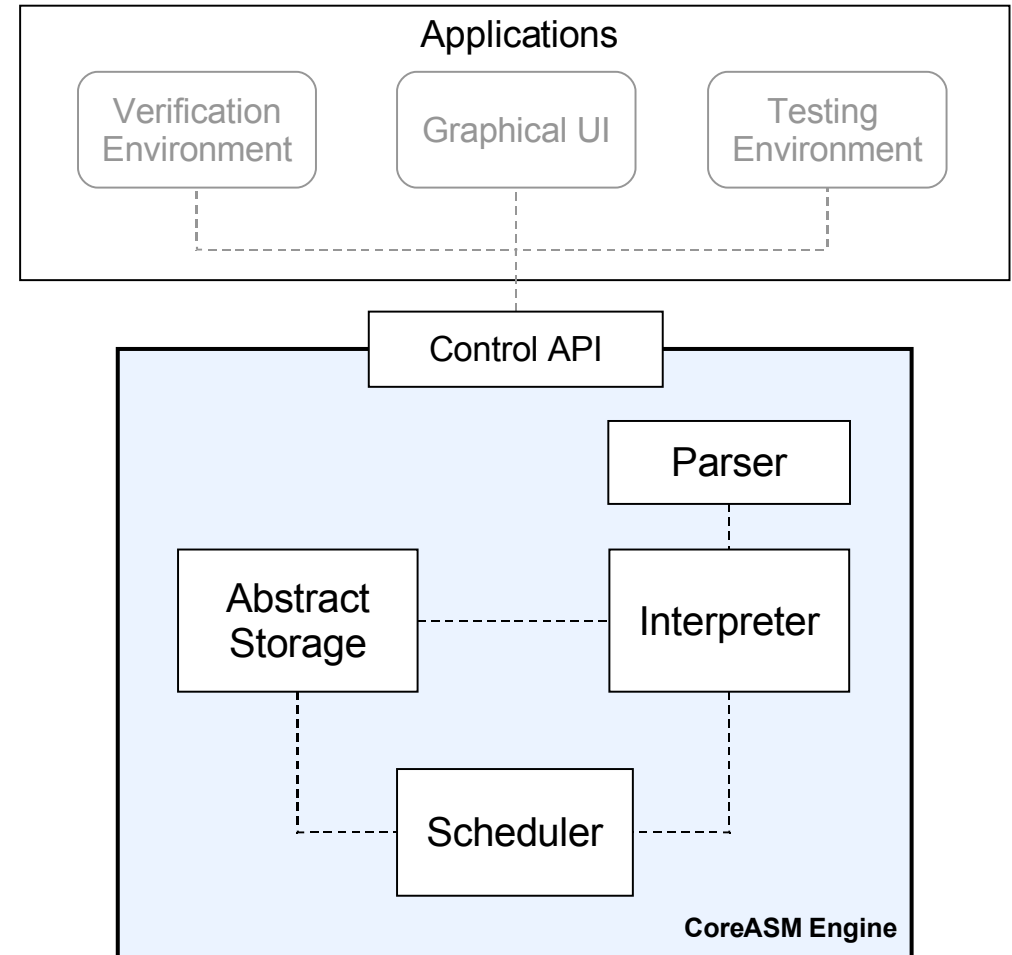 Applications
Verification
Environment
Graphical UI
Testing
Environment
Control API
Parser
Abstract
Storage
Interpreter
Scheduler
CoreASM Engine